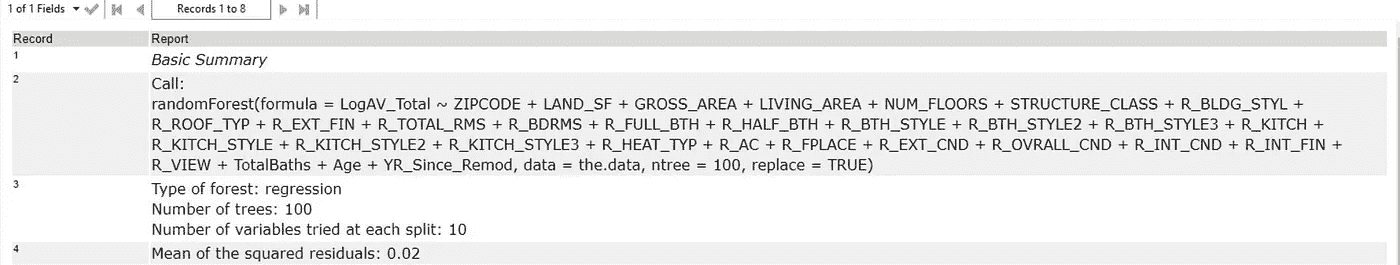 1 of 1 Fields
Records 1 to 8
Record Report
1 Basic Summary
2 Call:
randomForest(formula = LogAV_Total ~ ZIPCODE + LAND_SF + GROSS_AREA + LIVING_AREA + NUM_FLOORS + STRUCTURE_CLASS + R_BLDG_STYL +
R_ROOF_TYP + R_EXT_FIN + R_TOTAL_RMS + R_BDRMS + R_FULL_BTH + R_HALF_BTH + R_BTH_STYLE + R_BTH_STYLE2 + R_BTH_STYLE3 + R_KITCH +
R_KITCH_STYLE + R_KITCH_STYLE2 + R_KITCH_STYLE3 + R_HEAT_TYP + R_AC + R_FPLACE + R_EXT_CND + R_OVRALL_CND + R_INT_CND + R_INT_FIN +
R_VIEW + TotalBaths + Age + YR_Since_Remod, data = the.data, ntree = 100, replace = TRUE)
3 Type of forest: regression
Number of trees: 100
Number of variables tried at each split: 10
4 Mean of the squared residuals: 0.02